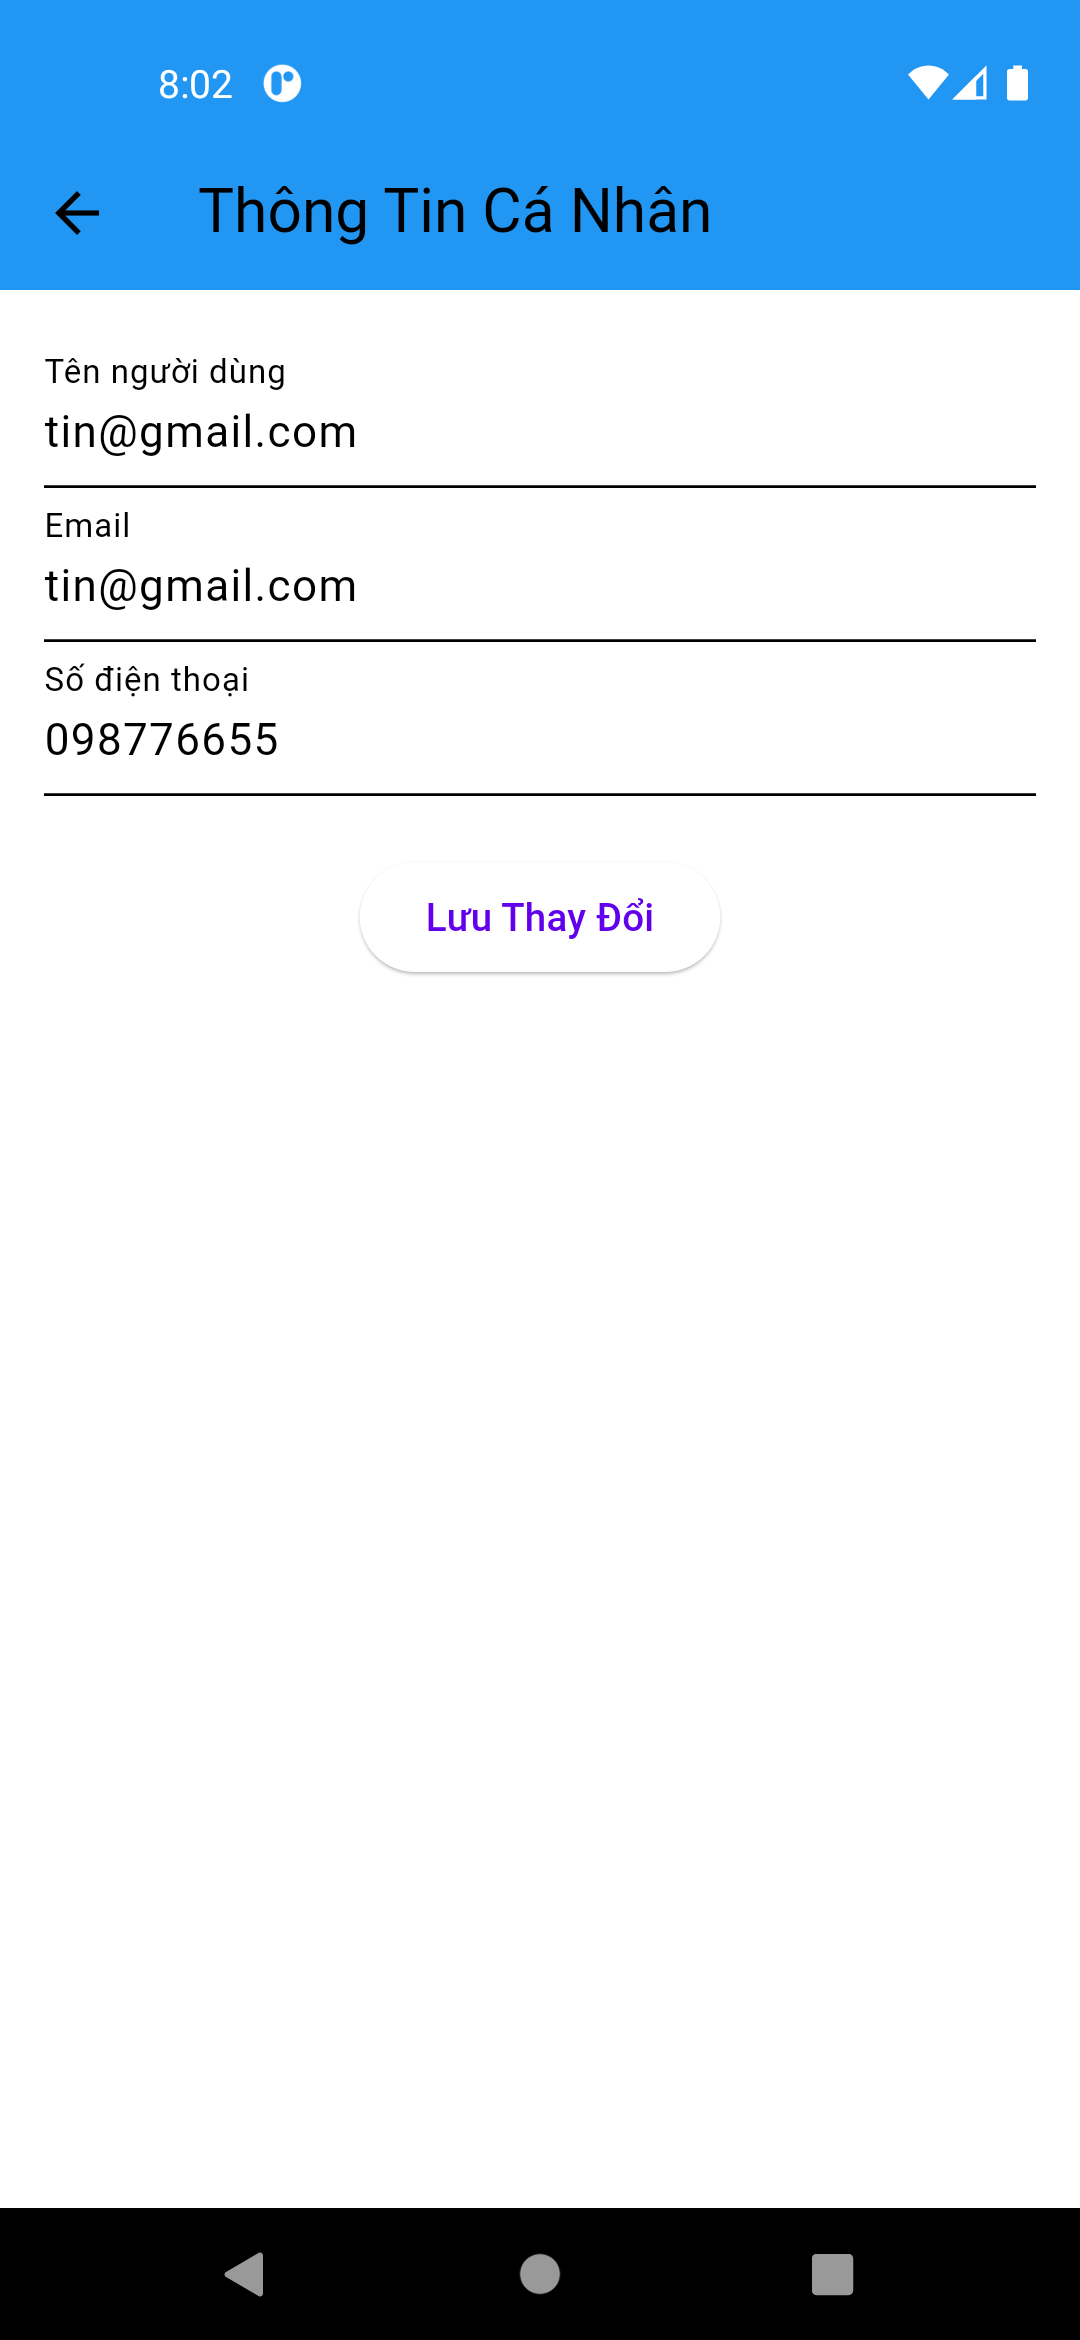 8:02
Thông Tin Cá Nhân
Tên người dùng
tin@gmail.com
Email
tin@gmail.com
Số điện thoại
098776655
Lưu Thay Đổi